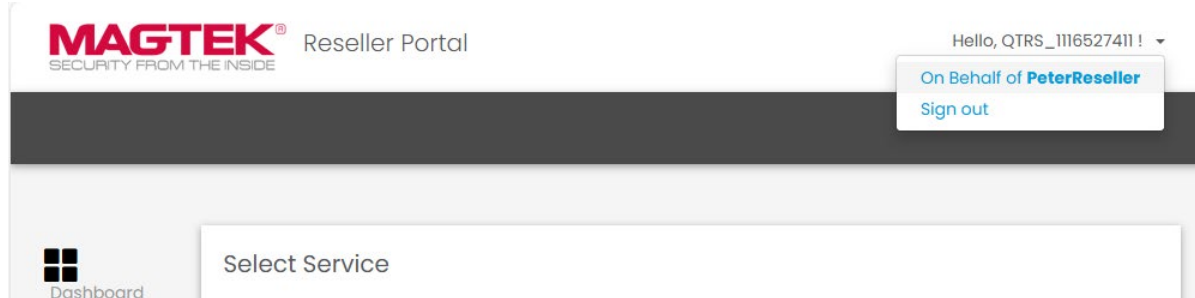 MAGTEK® Reseller Portal
SECURITY FROM THE INSIDE
Hello, QTRS_1116527411 !
On Behalf of PeterReseller
Sign out
Select Service
Dashboard